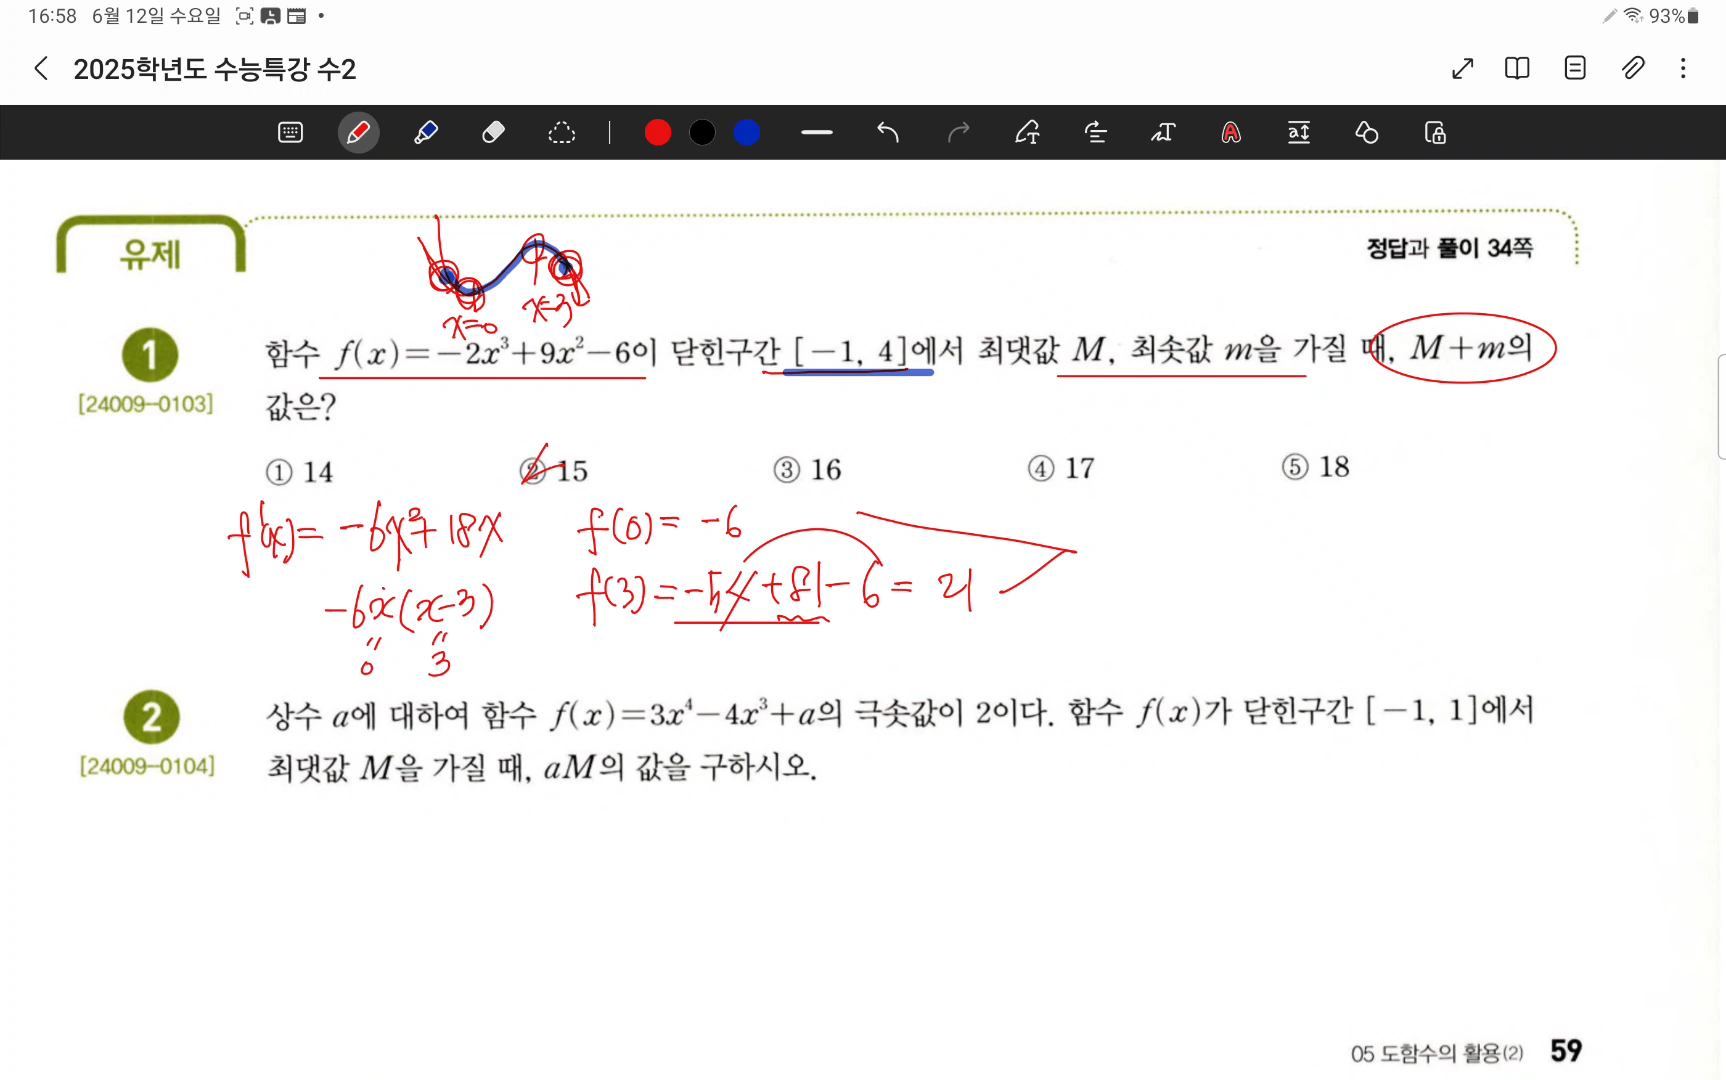 16:58 6월 12일 수요일
93%
2025학년도 수능특강 수2
유제
정답과 풀이 34쪽
x=0
x=3
1
함수 f(x)=-2x³+9x²-6이 닫힌구간 [-1, 4]에서 최댓값 M, 최솟값 m을 가질 때, M+m의
[24009-0103]
값은?
① 14 ② 15 ③ 16 ④ 17 ⑤ 18
f'(x)= -6x²+18x
f(0)= -6
-6x(x-3)
f(3)= -54+81-6= 21
0 3
2
상수 a에 대하여 함수 f(x)=3x⁴-4x³+a의 극솟값이 2이다. 함수 f(x)가 닫힌구간 [-1, 1]에서
[24009-0104]
최댓값 M을 가질 때, aM의 값을 구하시오.
05 도함수의 활용(2) 59